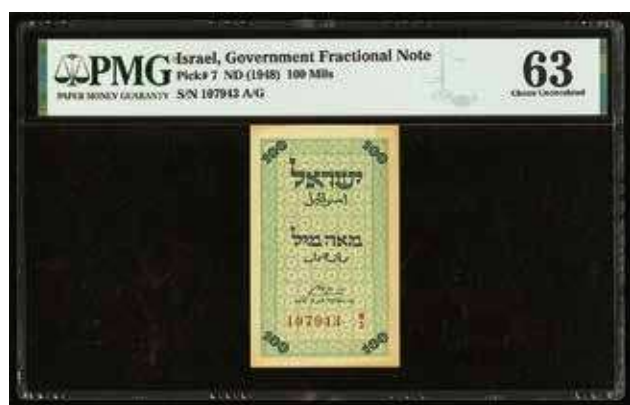 PMG
PAPER MONEY GUARANTY
Israel, Government Fractional Note
Pick# 7 ND (1948) 100 Mils
S/N 107943 A/G
63
Choice Uncirculated
100 100
ישראל
اسرائيل
מאה מיל
107943
100 100